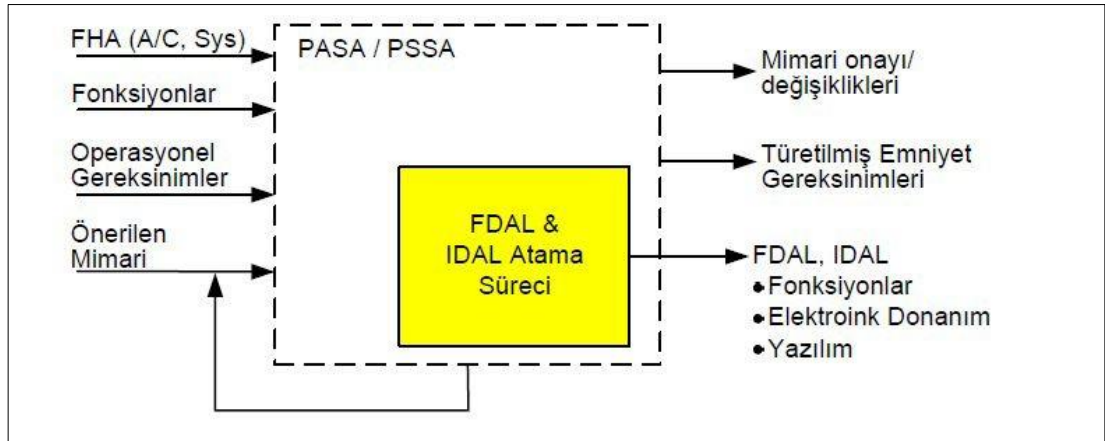 FHA (A/C, Sys)
Fonksiyonlar
Operasyonel
Gereksinimler
Önerilen
Mimari
PASA / PSSA
FDAL &
IDAL Atama
Süreci
Mimari onayı/
değişiklikleri
Türetilmiş Emniyet
Gereksinimleri
FDAL, IDAL
•Fonksiyonlar
•Elektroink Donanım
•Yazılım